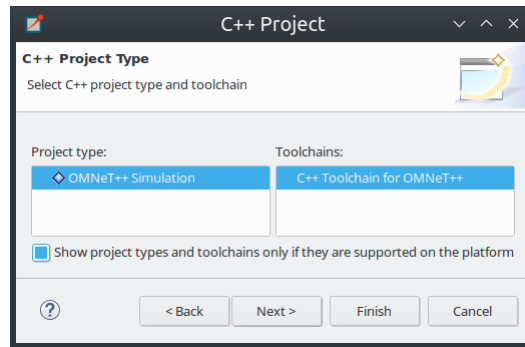 C++ Project
C++ Project Type
Select C++ project type and toolchain
Project type:
Toolchains:
OMNeT++ Simulation
C++ Toolchain for OMNeT++
Show project types and toolchains only if they are supported on the platform
?
< Back
Next >
Finish
Cancel